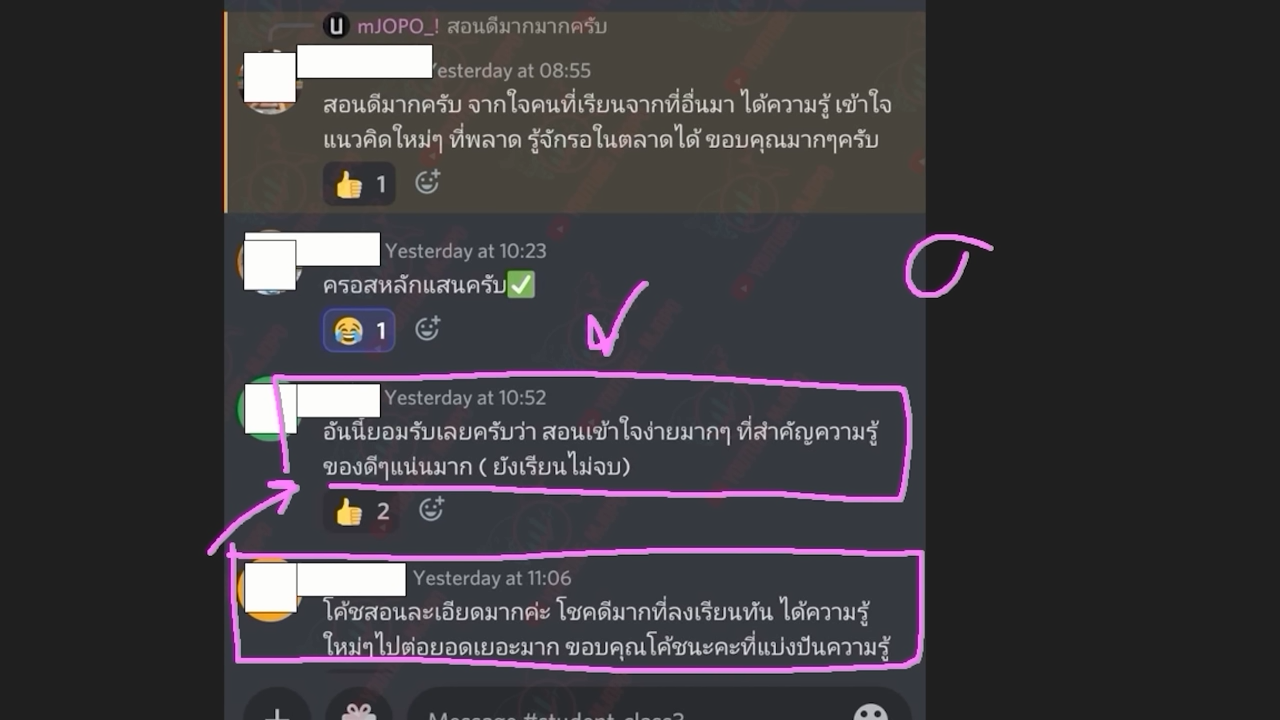 U mJOPO_! สอนดีมากมากครับ
Yesterday at 08:55
สอนดีมากครับ จากใจคนที่เรียนจากที่อื่นมา ได้ความรู้ เข้าใจ
แนวคิดใหม่ๆ ที่พลาด รู้จักรอในตลาดได้ ขอบคุณมากๆครับ
1
Yesterday at 10:23
ครอสหลักแสนครับ✅
1
Yesterday at 10:52
อันนี้ยอมรับเลยครับว่า สอนเข้าใจง่ายมากๆ ที่สำคัญความรู้
ของดีๆแน่นมาก ( ยังเรียนไม่จบ)
2
Yesterday at 11:06
โค้ชสอนละเอียดมากค่ะ โชคดีมากที่ลงเรียนทัน ได้ความรู้
ใหม่ๆไปต่อยอดเยอะมาก ขอบคุณโค้ชนะคะที่แบ่งปันความรู้
Message #student-class3